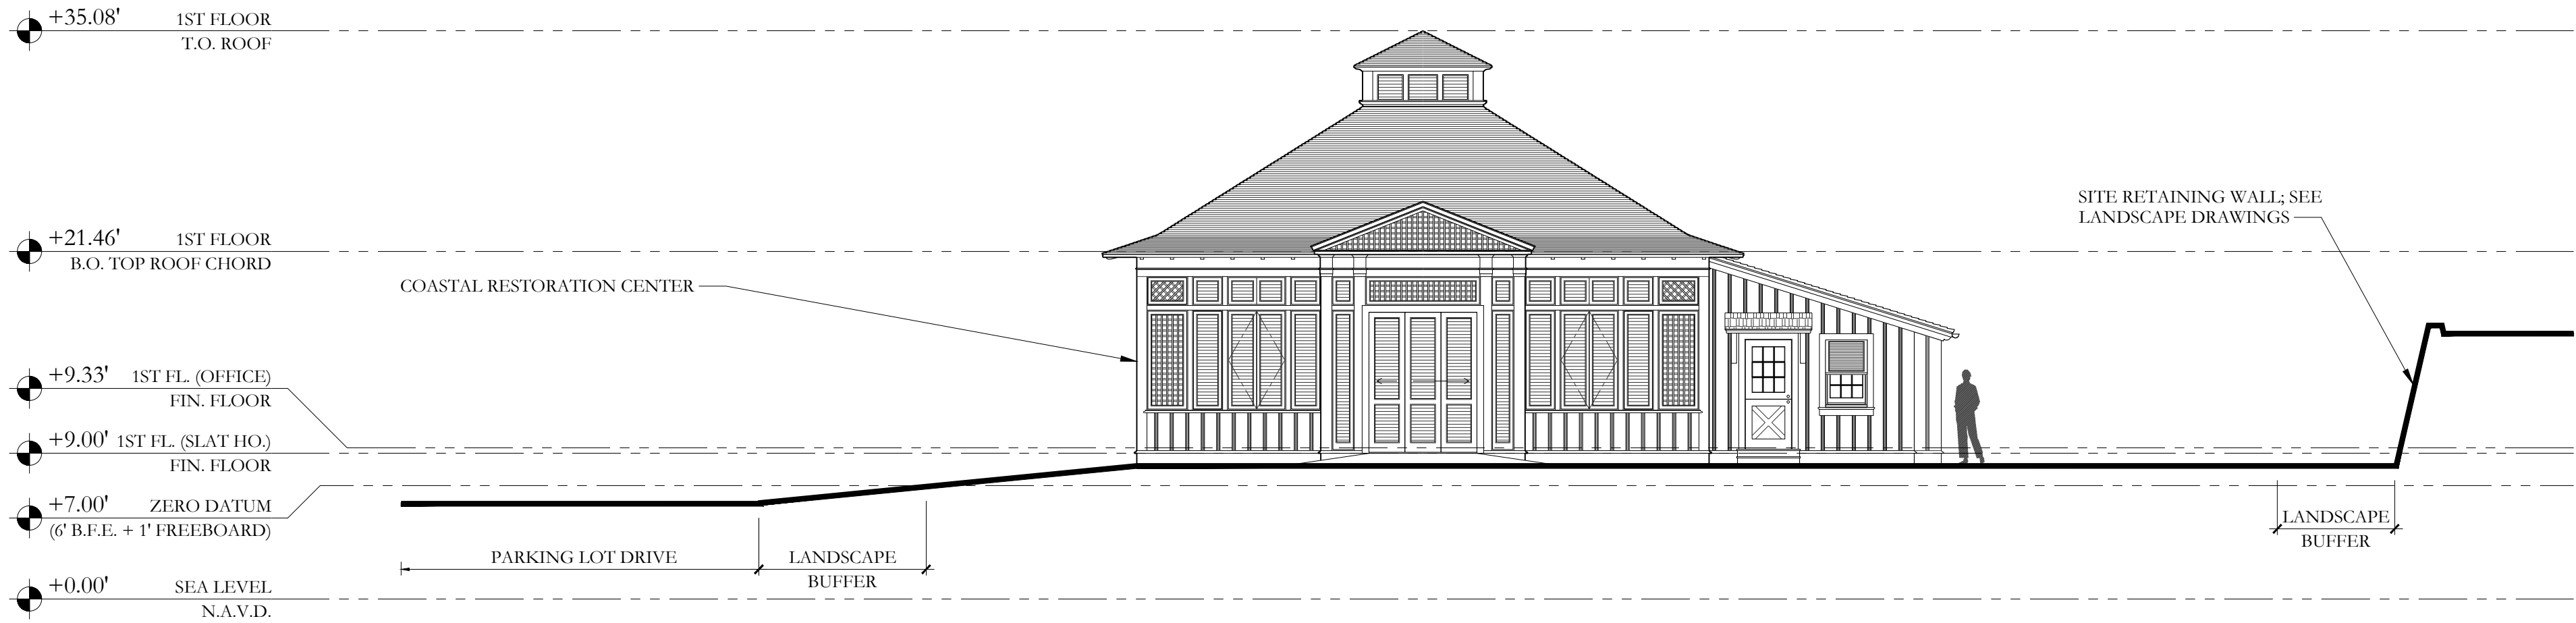 +35.08' 1ST FLOOR
T.O. ROOF
+21.46' 1ST FLOOR
B.O. TOP ROOF CHORD
+9.33' 1ST FL. (OFFICE)
FIN. FLOOR
+9.00' 1ST FL. (SLAT HO.)
FIN. FLOOR
+7.00' ZERO DATUM
(6' B.F.E. + 1' FREEBOARD)
+0.00' SEA LEVEL
N.A.V.D.
COASTAL RESTORATION CENTER
PARKING LOT DRIVE
LANDSCAPE
BUFFER
SITE RETAINING WALL; SEE
LANDSCAPE DRAWINGS
LANDSCAPE
BUFFER